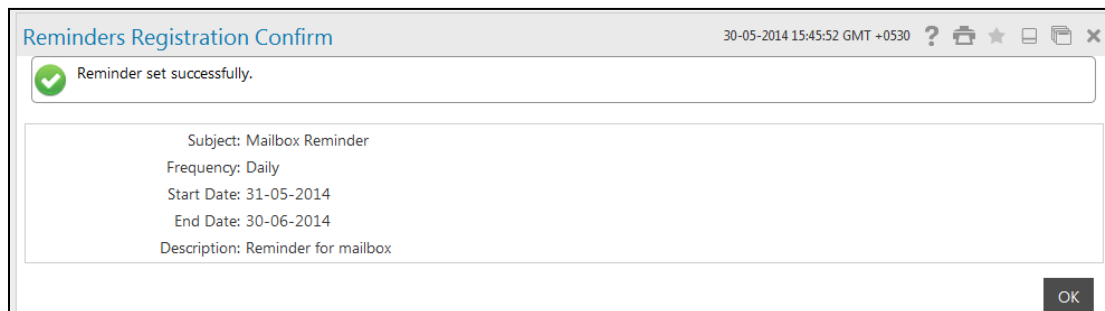 Reminders Registration Confirm 30-05-2014 15:45:52 GMT +0530 ?
Reminder set successfully.
Subject: Mailbox Reminder
Frequency: Daily
Start Date: 31-05-2014
End Date: 30-06-2014
Description: Reminder for mailbox
OK